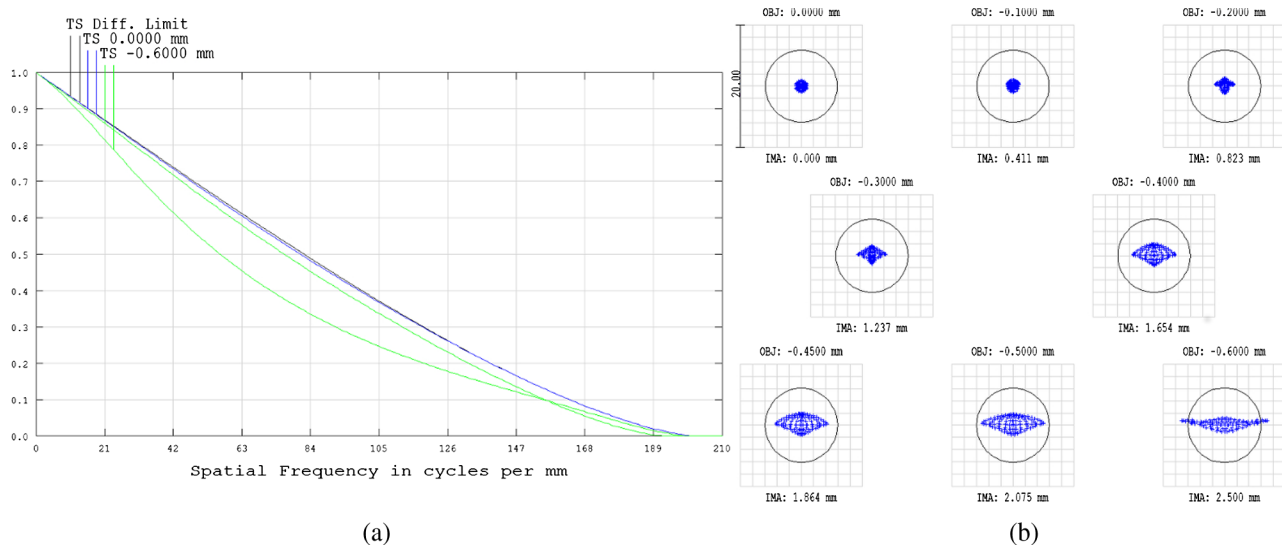 TS Diff. Limit
TS 0.0000 mm
TS -0.6000 mm
1.0
0.9
0.8
0.7
0.6
0.5
0.4
0.3
0.2
0.1
0.0
0 21 42 63 84 105 126 147 168 189 210
Spatial Frequency in cycles per mm
(a)
OBJ: 0.0000 mm OBJ: -0.1000 mm OBJ: -0.2000 mm
20.00
IMA: 0.000 mm IMA: 0.411 mm IMA: 0.823 mm
OBJ: -0.3000 mm OBJ: -0.4000 mm
IMA: 1.237 mm IMA: 1.654 mm
OBJ: -0.4500 mm OBJ: -0.5000 mm OBJ: -0.6000 mm
IMA: 1.864 mm IMA: 2.075 mm IMA: 2.500 mm
(b)